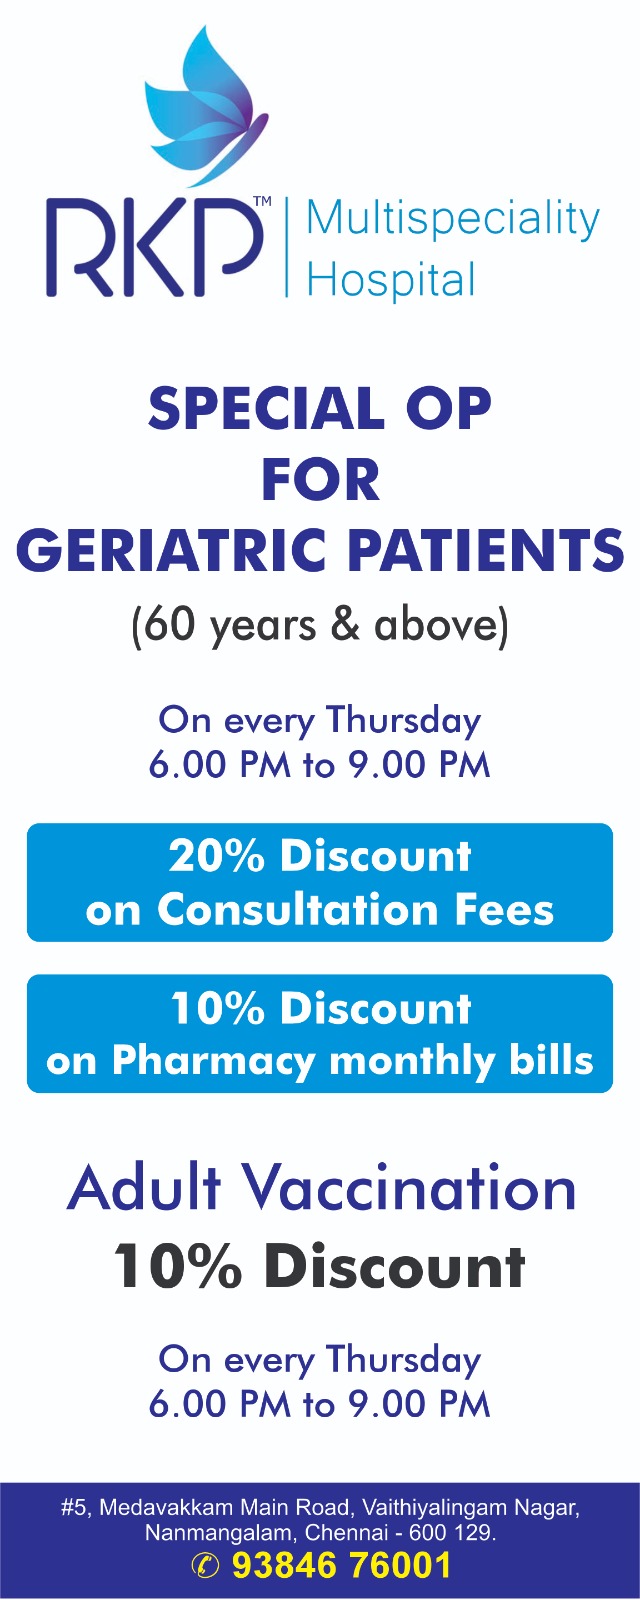 RKP™
Multispeciality
Hospital
SPECIAL OP
FOR
GERIATRIC PATIENTS
(60 years & above)
On every Thursday
6.00 PM to 9.00 PM
20% Discount
on Consultation Fees
10% Discount
on Pharmacy monthly bills
Adult Vaccination
10% Discount
On every Thursday
6.00 PM to 9.00 PM
#5, Medavakkam Main Road, Vaithiyalingam Nagar,
Nanmangalam, Chennai - 600 129.
✆ 93846 76001